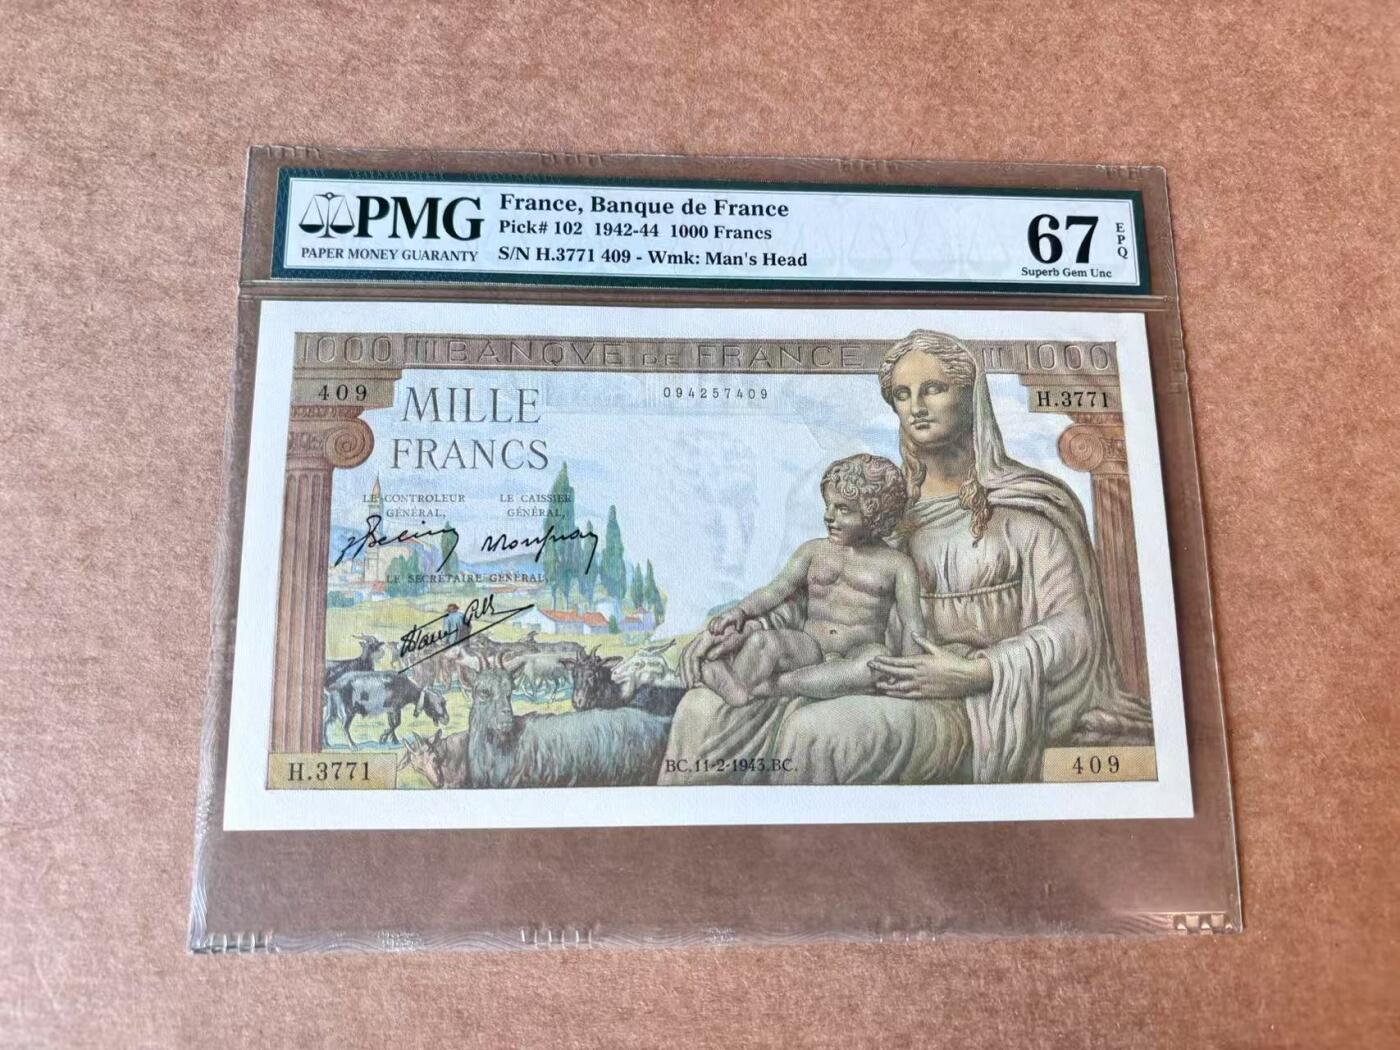 PMG
PAPER MONEY GUARANTY
France, Banque de France
Pick# 102 1942-44 1000 Francs
S/N H.3771 409 - Wmk: Man's Head
67
EPQ
Superb Gem Unc
1000 BANQVE DE FRANCE 1000
409
094257409
H.3771
MILLE
FRANCS
LE CONTROLEUR
GÉNÉRAL,
LE CAISSIER
GÉNÉRAL,
LE SECRÉTAIRE GÉNÉRAL,
H.3771
BC.11-2-1943.BC.
409